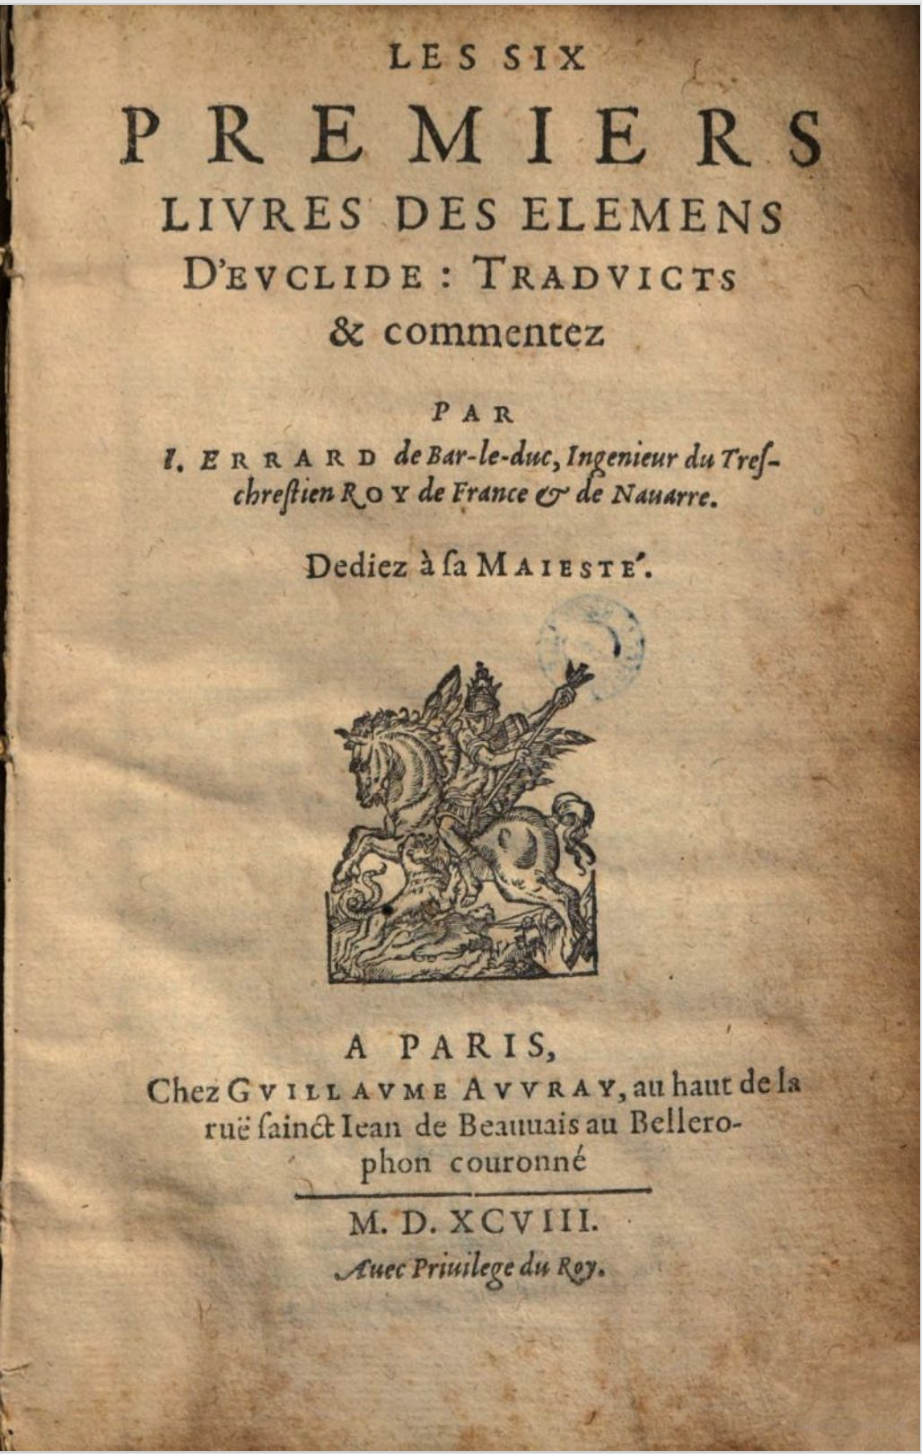 LES SIX
PREMIERS
LIVRES DES ELEMENS
D'EVCLIDE : TRADVICTS
& commentez
PAR
I. ERRARD de Bar-le-duc, Ingenieur du Treſ-
chreſtien ROY de France & de Nauarre.
Dediez à ſa MAIESTE´.
A PARIS,
Chez GVILLAVME AVVRAY, au haut de la
ruë ſainct Iean de Beauuais au Bellero-
phon couronné
M. D. XCVIII.
Auec Priuilege du Roy.